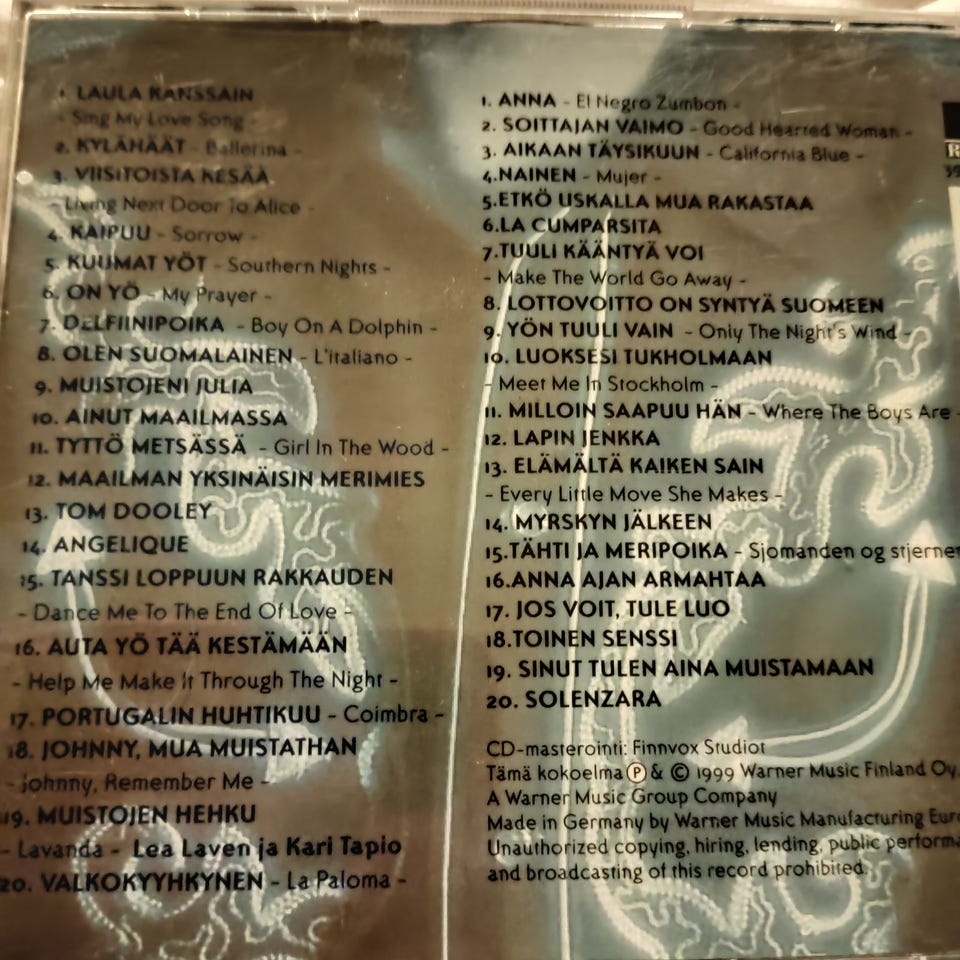 1. LAULA KANSSAIN
- Sing My Love Song -
2. KYLÄHÄÄT - Ballerina -
3. VIISITOISTA KESÄÄ
- Living Next Door To Alice -
4. KAIPUU - Sorrow -
5. KUUMAT YÖT - Southern Nights -
6. ON YÖ - My Prayer -
7. DELFIINIPOIKA - Boy On A Dolphin -
8. OLEN SUOMALAINEN - L'italiano -
9. MUISTOJENI JULIA
10. AINUT MAAILMASSA
11. TYTTÖ METSÄSSÄ - Girl In The Wood -
12. MAAILMAN YKSINÄISIN MERIMIES
13. TOM DOOLEY
14. ANGELIQUE
15. TANSSI LOPPUUN RAKKAUDEN
- Dance Me To The End Of Love -
16. AUTA YÖ TÄÄ KESTÄMÄÄN
- Help Me Make It Through The Night -
17. PORTUGALIN HUHTIKUU - Coimbra -
18. JOHNNY, MUA MUISTATHAN
- Johnny, Remember Me -
19. MUISTOJEN HEHKU
- Lavanda - Lea Laven ja Kari Tapio
20. VALKOKYYHKYNEN - La Paloma -
1. ANNA - El Negro Zumbon -
2. SOITTAJAN VAIMO - Good Hearted Woman -
3. AIKAAN TÄYSIKUUN - California Blue -
4.NAINEN - Mujer -
5.ETKÖ USKALLA MUA RAKASTAA
6.LA CUMPARSITA
7.TUULI KÄÄNTYÄ VOI
- Make The World Go Away -
8. LOTTOVOITTO ON SYNTYÄ SUOMEEN
9. YÖN TUULI VAIN - Only The Night's Wind -
10. LUOKSESI TUKHOLMAAN
- Meet Me In Stockholm -
11. MILLOIN SAAPUU HÄN - Where The Boys Are -
12. LAPIN JENKKA
13. ELÄMÄLTÄ KAIKEN SAIN
- Every Little Move She Makes -
14. MYRSKYN JÄLKEEN
15.TÄHTI JA MERIPOIKA - Sjomanden og stjernen
16.ANNA AJAN ARMAHTAA
17. JOS VOIT, TULE LUO
18.TOINEN SENSSI
19. SINUT TULEN AINA MUISTAMAAN
20. SOLENZARA
CD-masterointi: Finnvox Studiot
Tämä kokoelma ℗ & © 1999 Warner Music Finland Oy.
A Warner Music Group Company
Made in Germany by Warner Music Manufacturing Euro
Unauthorized copying, hiring, lending, public performa
and broadcasting of this record prohibited.